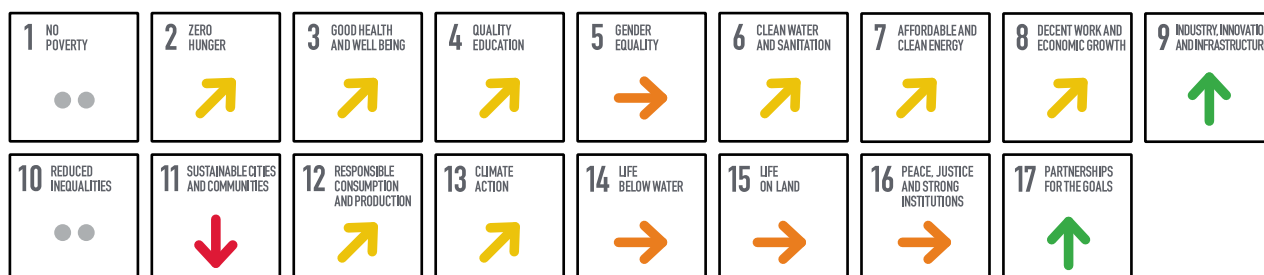 1 NO
POVERTY
2 ZERO
HUNGER
3 GOOD HEALTH
AND WELL BEING
4 QUALITY
EDUCATION
5 GENDER
EQUALITY
6 CLEAN WATER
AND SANITATION
7 AFFORDABLE AND
CLEAN ENERGY
8 DECENT WORK AND
ECONOMIC GROWTH
9 INDUSTRY, INNOVATIO
AND INFRASTRUCTUR
10 REDUCED
INEQUALITIES
11 SUSTAINABLE CITIES
AND COMMUNITIES
12 RESPONSIBLE
CONSUMPTION
AND PRODUCTION
13 CLIMATE
ACTION
14 LIFE
BELOW WATER
15 LIFE
ON LAND
16 PEACE, JUSTICE
AND STRONG
INSTITUTIONS
17 PARTNERSHIPS
FOR THE GOALS